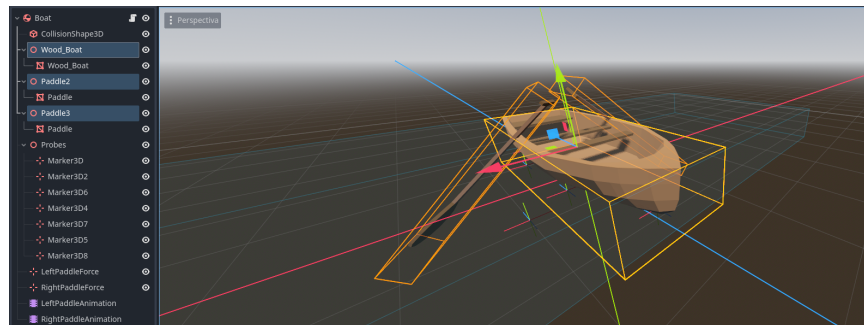 Boat
Perspectiva
CollisionShape3D
Wood_Boat
Wood_Boat
Paddle2
Paddle
Paddle3
Paddle
Probes
Marker3D
Marker3D2
Marker3D6
Marker3D4
Marker3D7
Marker3D5
Marker3D8
LeftPaddleForce
RightPaddleForce
LeftPaddleAnimation
RightPaddleAnimation